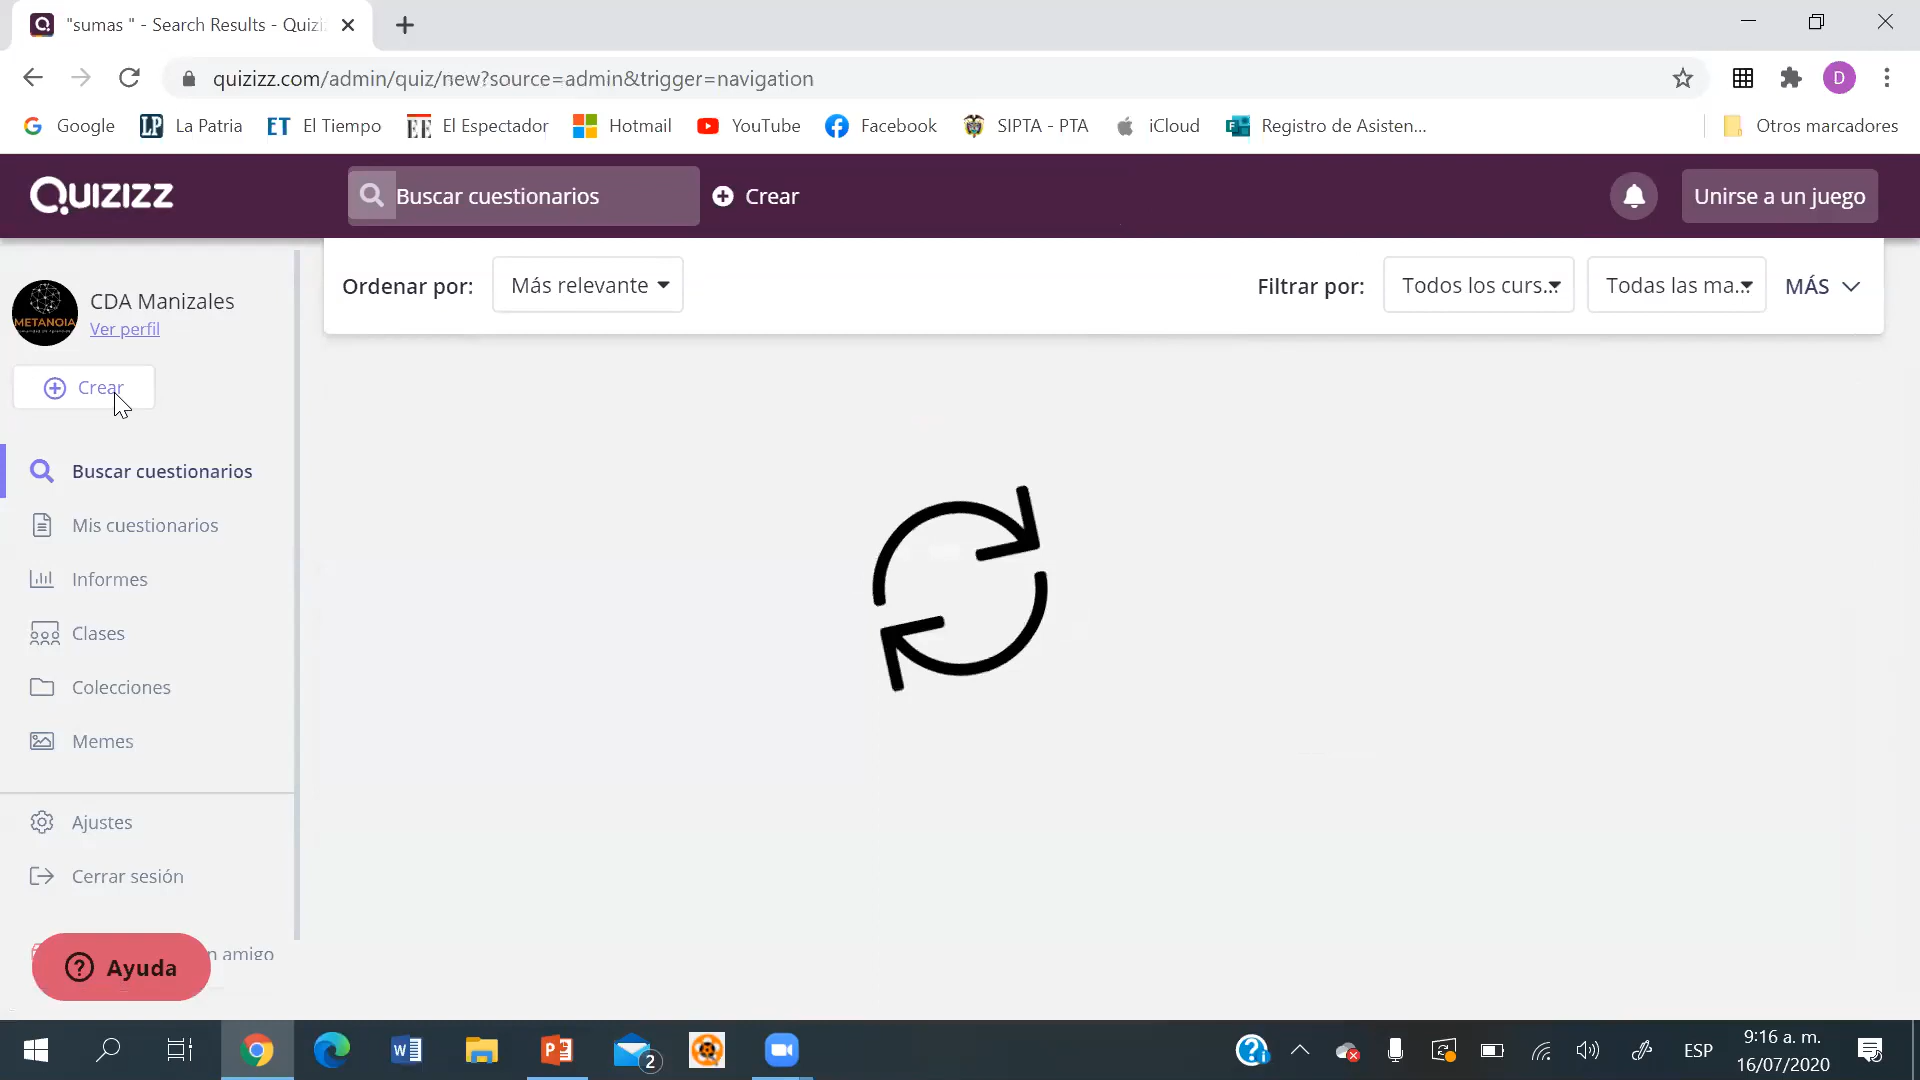 "sumas " - Search Results - Quiz
quizizz.com/admin/quiz/new?source=admin&trigger=navigation
D
Google
La Patria
ET El Tiempo
El Espectador
Hotmail
YouTube
Facebook
SIPTA - PTA
iCloud
Registro de Asisten...
Otros marcadores
Quizizz
Buscar cuestionarios
Crear
Unirse a un juego
Ordenar por:
Más relevante
Filtrar por:
Todos los curs...
Todas las ma...
MÁS
METANOIA
CDA Manizales
Ver perfil
Crear
Buscar cuestionarios
Mis cuestionarios
Informes
Clases
Colecciones
Memes
Ajustes
Cerrar sesión
n amigo
Ayuda
2
ESP
9:16 a. m.
16/07/2020